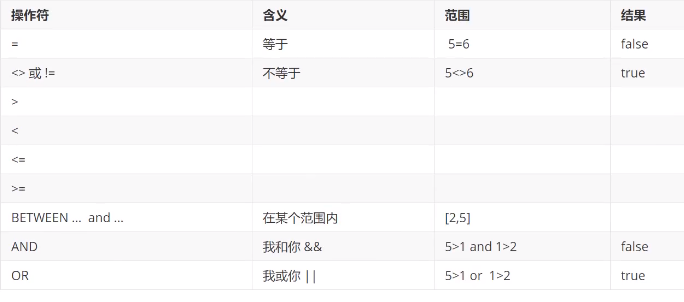 操作符 含义 范围 结果
= 等于 5=6 false
<> 或 != 不等于 5<>6 true
>
<
<=
>=
BETWEEN ... and ... 在某个范围内 [2,5]
AND 我和你 && 5>1 and 1>2 false
OR 我或你 || 5>1 or 1>2 true